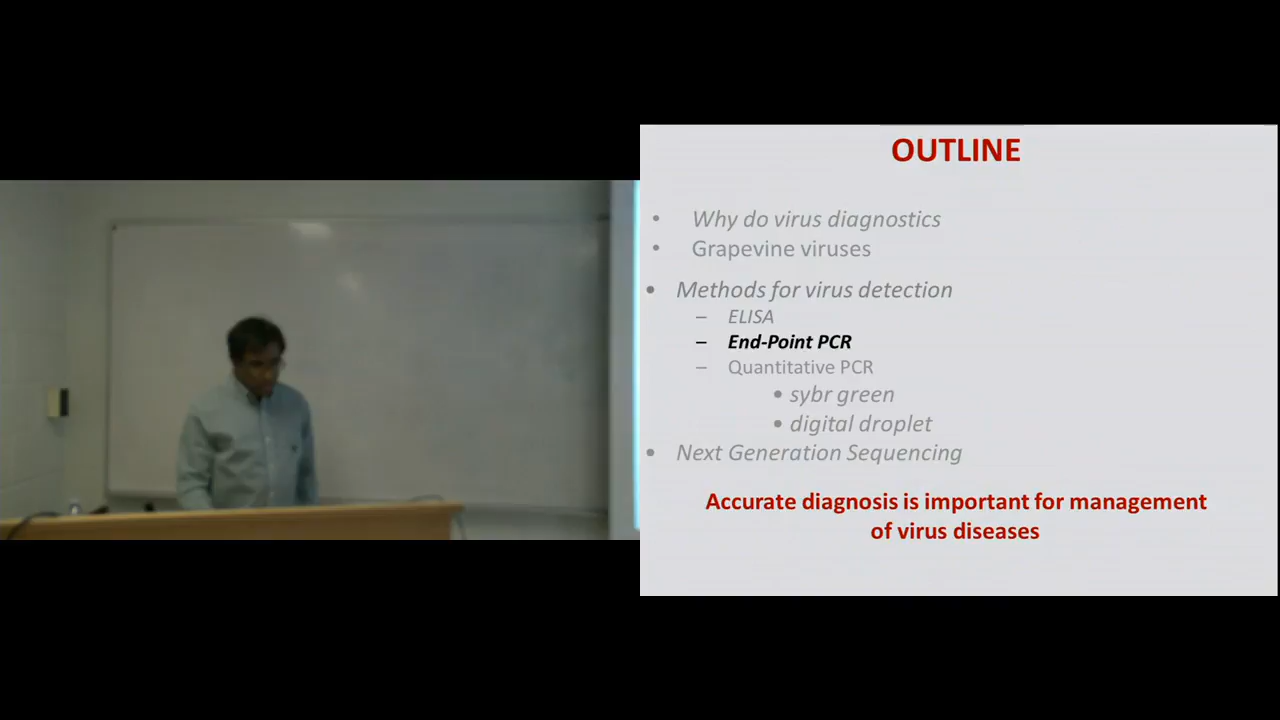 OUTLINE
• Why do virus diagnostics
• Grapevine viruses
• Methods for virus detection
– ELISA
– End-Point PCR
– Quantitative PCR
• sybr green
• digital droplet
• Next Generation Sequencing
Accurate diagnosis is important for management
of virus diseases